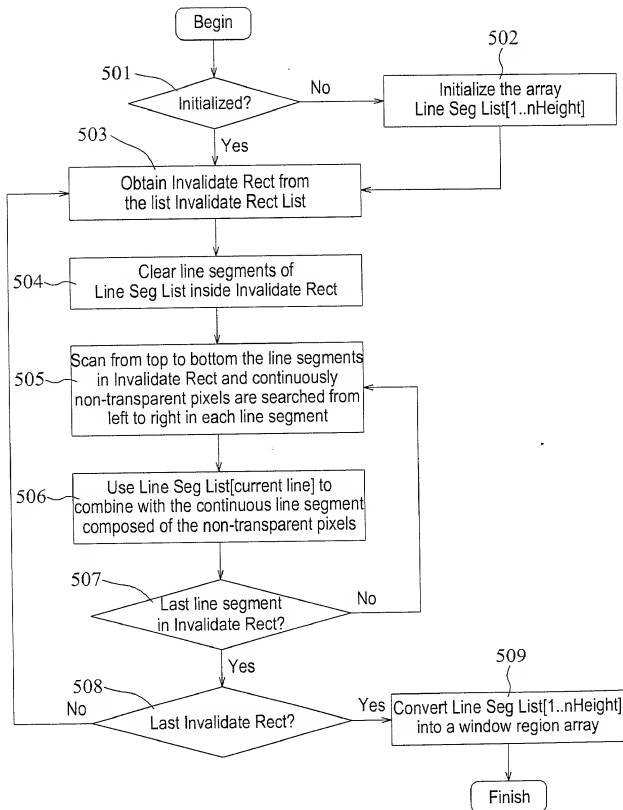 Begin
501
Initialized?
No
502
Initialize the array
Line Seg List[1..nHeight]
Yes
503
Obtain Invalidate Rect from
the list Invalidate Rect List
504
Clear line segments of
Line Seg List inside Invalidate Rect
505
Scan from top to bottom the line segments
in Invalidate Rect and continuously
non-transparent pixels are searched from
left to right in each line segment
506
Use Line Seg List[current line] to
combine with the continuous line segment
composed of the non-transparent pixels
507
Last line segment
in Invalidate Rect?
No
Yes
508
Last Invalidate Rect?
No
Yes
509
Convert Line Seg List[1..nHeight]
into a window region array
Finish